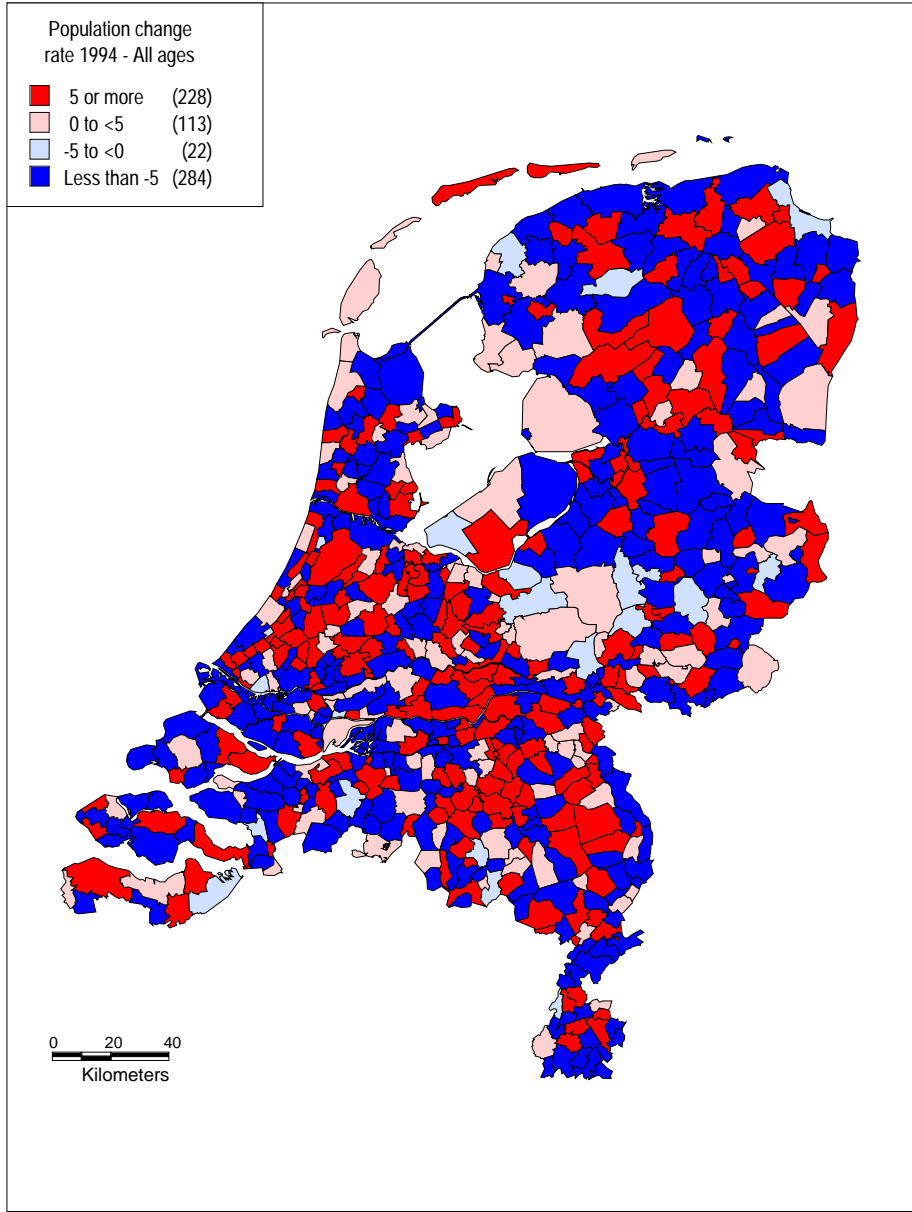 Population change
rate 1994 - All ages
5 or more (228)
0 to <5 (113)
-5 to <0 (22)
Less than -5 (284)
0 20 40
Kilometers